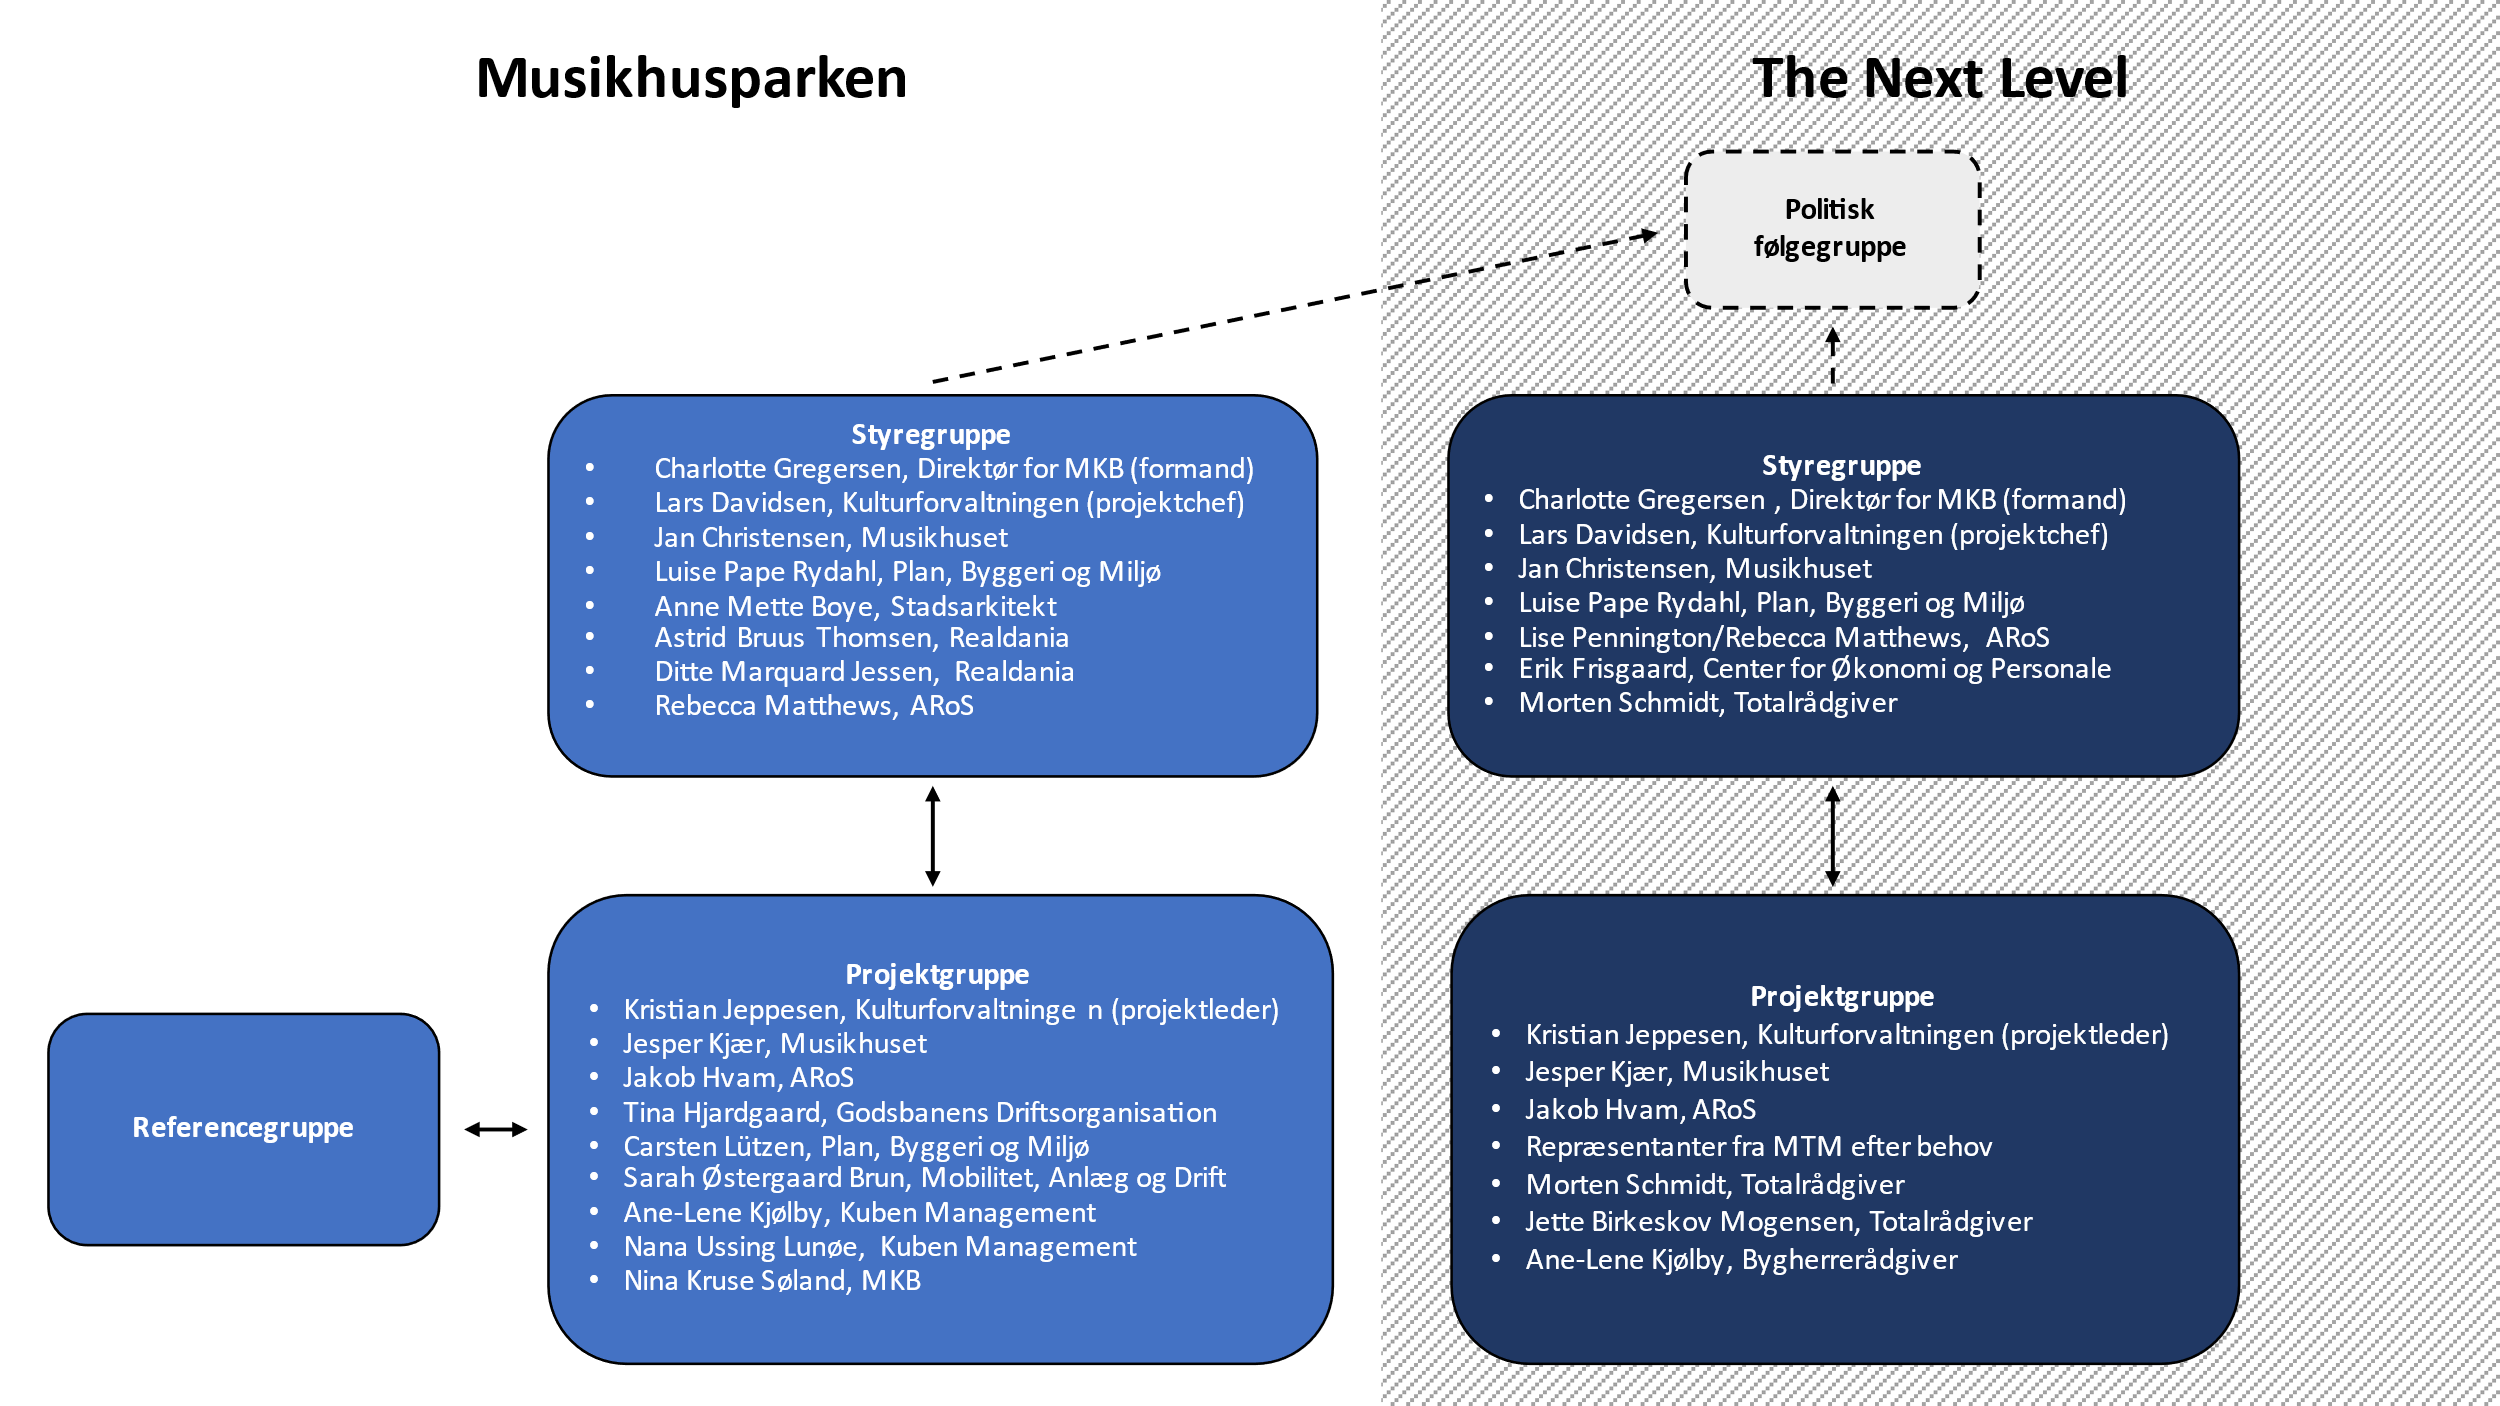 Musikhusparken
Styregruppe
• Charlotte Gregersen, Direktør for MKB (formand)
• Lars Davidsen, Kulturforvaltningen (projektchef)
• Jan Christensen, Musikhuset
• Luise Pape Rydahl, Plan, Byggeri og Miljø
• Anne Mette Boye, Stadsarkitekt
• Astrid Bruus Thomsen, Realdania
• Ditte Marquard Jessen, Realdania
• Rebecca Matthews, ARoS
Referencegruppe
Projektgruppe
• Kristian Jeppesen, Kulturforvaltninge n (projektleder)
• Jesper Kjær, Musikhuset
• Jakob Hvam, ARoS
• Tina Hjardgaard, Godsbanens Driftsorganisation
• Carsten Lützen, Plan, Byggeri og Miljø
• Sarah Østergaard Brun, Mobilitet, Anlæg og Drift
• Ane-Lene Kjølby, Kuben Management
• Nana Ussing Lunøe, Kuben Management
• Nina Kruse Søland, MKB
The Next Level
Politisk
følgegruppe
Styregruppe
• Charlotte Gregersen , Direktør for MKB (formand)
• Lars Davidsen, Kulturforvaltningen (projektchef)
• Jan Christensen, Musikhuset
• Luise Pape Rydahl, Plan, Byggeri og Miljø
• Lise Pennington/Rebecca Matthews, ARoS
• Erik Frisgaard, Center for Økonomi og Personale
• Morten Schmidt, Totalrådgiver
Projektgruppe
• Kristian Jeppesen, Kulturforvaltningen (projektleder)
• Jesper Kjær, Musikhuset
• Jakob Hvam, ARoS
• Repræsentanter fra MTM efter behov
• Morten Schmidt, Totalrådgiver
• Jette Birkeskov Mogensen, Totalrådgiver
• Ane-Lene Kjølby, Bygherrerådgiver